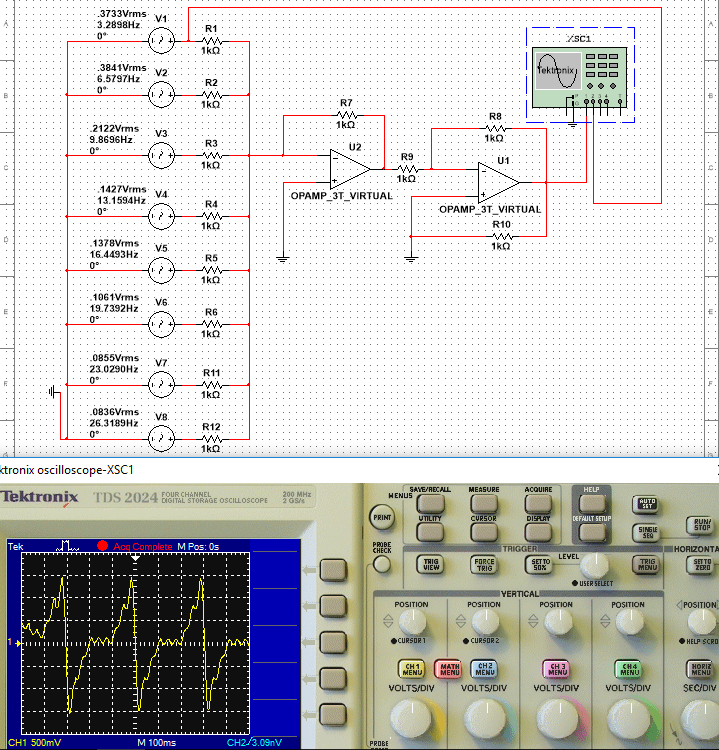 .3733Vrms
3.2898Hz
0°
V1
R1
1kΩ
.3841Vrms
6.5797Hz
0°
V2
R2
1kΩ
.2122Vrms
9.8696Hz
0°
V3
R3
1kΩ
.1427Vrms
13.1594Hz
0°
V4
R4
1kΩ
.1378Vrms
16.4493Hz
0°
V5
R5
1kΩ
.1061Vrms
19.7392Hz
0°
V6
R6
1kΩ
.0855Vrms
23.0290Hz
0°
V7
R11
1kΩ
.0836Vrms
26.3189Hz
0°
V8
R12
1kΩ
R7
1kΩ
U2
OPAMP_3T_VIRTUAL
R9
1kΩ
R8
1kΩ
U1
OPAMP_3T_VIRTUAL
R10
1kΩ
XSC1
Tektronix
P
G
1 2 3 4 T
ktronix oscilloscope-XSC1
Tektronix TDS 2024 FOUR CHANNEL
DIGITAL STORAGE OSCILLOSCOPE
200 MHz
2 GS/s
Tek Acq Complete M Pos: 0s
1
CH1 500mV M 100ms CH2 / 3.09nV
MENUS
SAVE/RECALL MEASURE ACQUIRE HELP
UTILITY CURSOR DISPLAY DEFAULT SETUP
PRINT
AUTO
SET
SINGLE
SEQ
RUN/
STOP
PROBE
CHECK
TRIGGER
TRIG
VIEW
FORCE
TRIG
SET TO
50%
LEVEL
USER SELECT
TRIG
MENU
HORIZONTA
SET TO
ZERO
VERTICAL
POSITION POSITION POSITION POSITION POSITION
CURSOR 1 CURSOR 2
HELP SCROL
CH 1
MENU
MATH
MENU
CH 2
MENU
CH 3
MENU
CH 4
MENU
HORIZ
MENU
VOLTS/DIV VOLTS/DIV VOLTS/DIV VOLTS/DIV SEC/DIV
PROBE